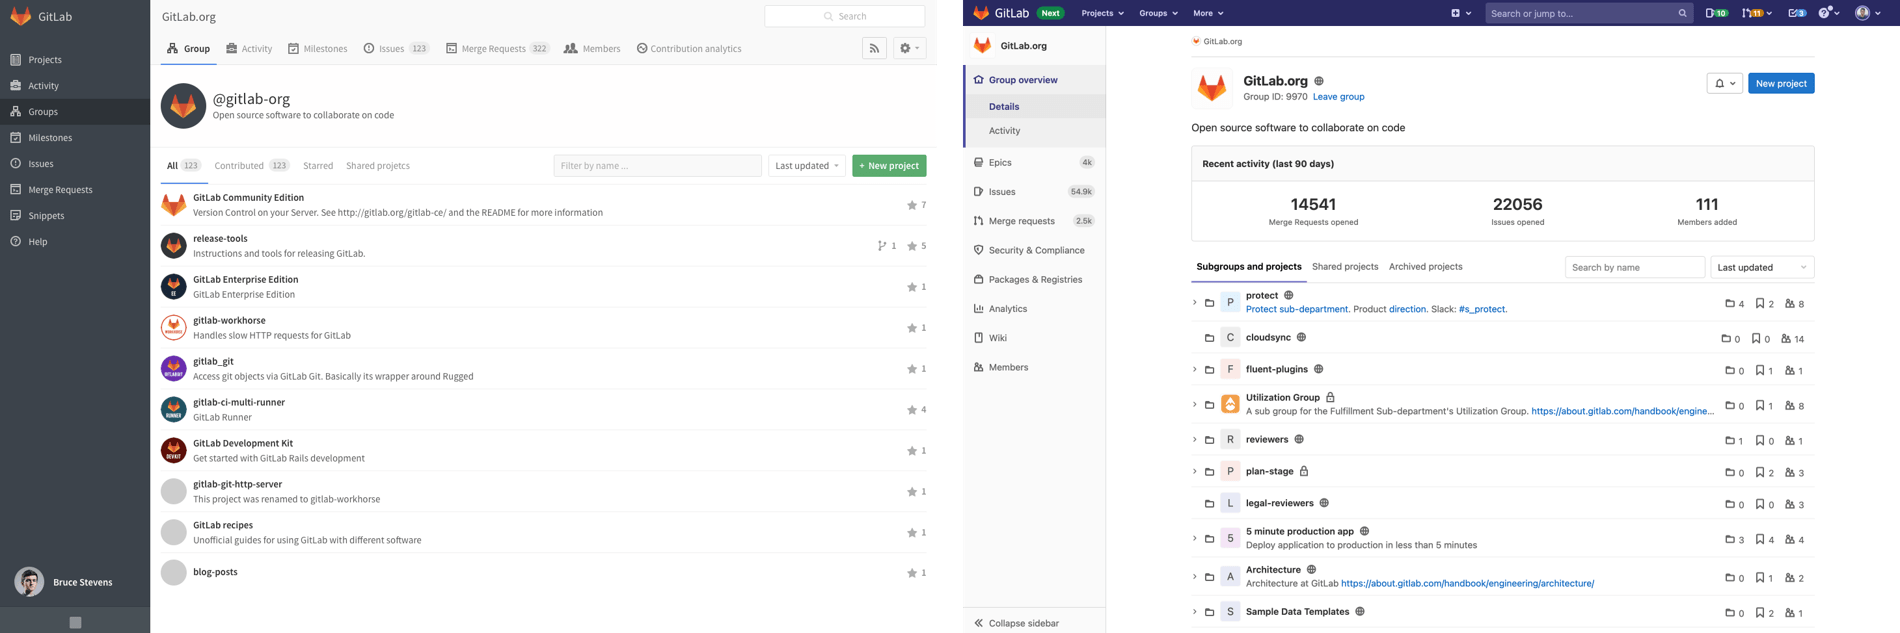 GitLab
Projects
Activity
Groups
Milestones
Issues
Merge Requests
Snippets
Help
Bruce Stevens
GitLab.org
Search
Group
Activity
Milestones
Issues 123
Merge Requests 322
Members
Contribution analytics
@gitlab-org
Open source software to collaborate on code
All 123
Contributed 123
Starred
Shared projetcs
Filter by name ...
Last updated
+ New project
GitLab Community Edition
Version Control on your Server. See http://gitlab.org/gitlab-ce/ and the README for more information
7
release-tools
Instructions and tools for releasing GitLab.
1 5
GitLab Enterprise Edition
GitLab Enterprise Edition
1
EE
gitlab-workhorse
Handles slow HTTP requests for GitLab
1
gitlab_git
Access git objects via GitLab Git. Basically its wrapper around Rugged
1
gitlab-ci-multi-runner
GitLab Runner
4
RUNNER
GitLab Development Kit
Get started with GitLab Rails development
1
DEVKIT
gitlab-git-http-server
This project was renamed to gitlab-workhorse
1
GitLab recipes
Unofficial guides for using GitLab with different software
1
blog-posts
1
GitLab Next
Projects
Groups
More
Search or jump to...
10
11
3
GitLab.org
Group overview
Details
Activity
Epics 4k
Issues 54.9k
Merge requests 2.5k
Security & Compliance
Packages & Registries
Analytics
Wiki
Members
Collapse sidebar
GitLab.org
GitLab.org
Group ID: 9970 Leave group
New project
Open source software to collaborate on code
Recent activity (last 90 days)
14541
Merge Requests opened
22056
Issues opened
111
Members added
Subgroups and projects
Shared projects
Archived projects
Search by name
Last updated
P protect
Protect sub-department. Product direction. Slack: #s_protect.
4 2 8
C cloudsync
0 0 14
F fluent-plugins
0 1 1
Utilization Group
A sub group for the Fulfillment Sub-department's Utilization Group. https://about.gitlab.com/handbook/engine...
0 1 8
R reviewers
1 0 1
P plan-stage
0 2 3
L legal-reviewers
0 0 3
5 5 minute production app
Deploy application to production in less than 5 minutes
3 4 4
A Architecture
Architecture at GitLab https://about.gitlab.com/handbook/engineering/architecture/
0 1 2
S Sample Data Templates
0 2 1